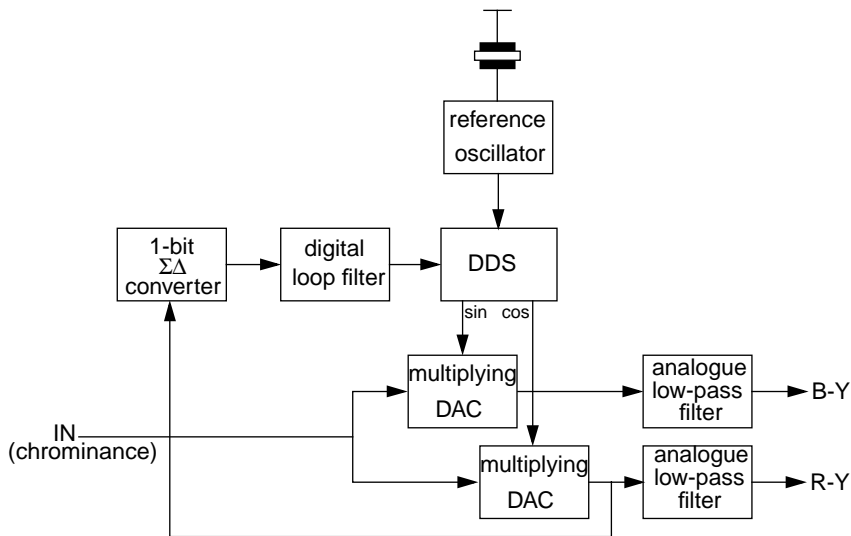 reference
oscillator
1-bit
ΣΔ
converter
digital
loop filter
DDS
sin cos
multiplying
DAC
analogue
low-pass
filter
B-Y
IN
(chrominance)
multiplying
DAC
analogue
low-pass
filter
R-Y